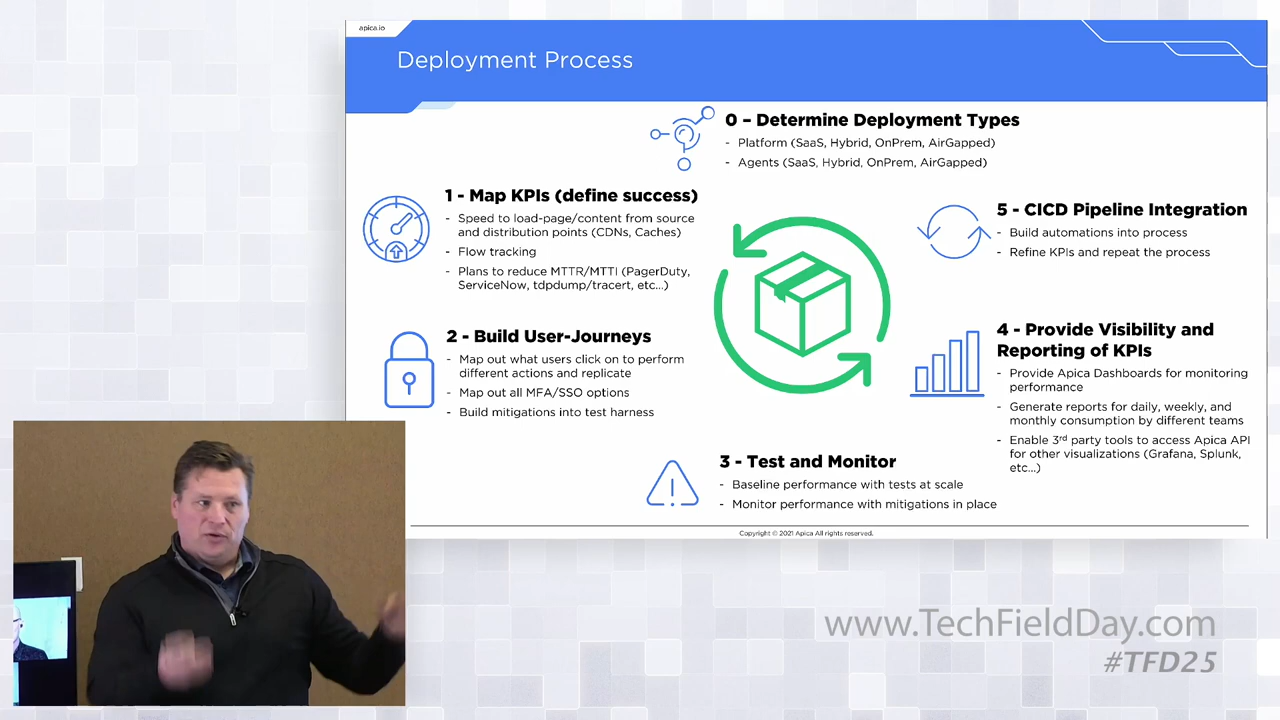 apica.io
Deployment Process
0 – Determine Deployment Types
- Platform (SaaS, Hybrid, OnPrem, AirGapped)
- Agents (SaaS, Hybrid, OnPrem, AirGapped)
1 - Map KPIs (define success)
- Speed to load-page/content from source
and distribution points (CDNs, Caches)
- Flow tracking
- Plans to reduce MTTR/MTTI (PagerDuty,
ServiceNow, tdpdump/tracert, etc...)
2 - Build User-Journeys
- Map out what users click on to perform
different actions and replicate
- Map out all MFA/SSO options
- Build mitigations into test harness
3 - Test and Monitor
- Baseline performance with tests at scale
- Monitor performance with mitigations in place
4 - Provide Visibility and
Reporting of KPIs
- Provide Apica Dashboards for monitoring
performance
- Generate reports for daily, weekly, and
monthly consumption by different teams
- Enable 3rd party tools to access Apica API
for other visualizations (Grafana, Splunk,
etc...)
5 - CICD Pipeline Integration
- Build automations into process
- Refine KPIs and repeat the process
Copyright © 2021 Apica All rights reserved.
www.TechFieldDay.com
#TFD25